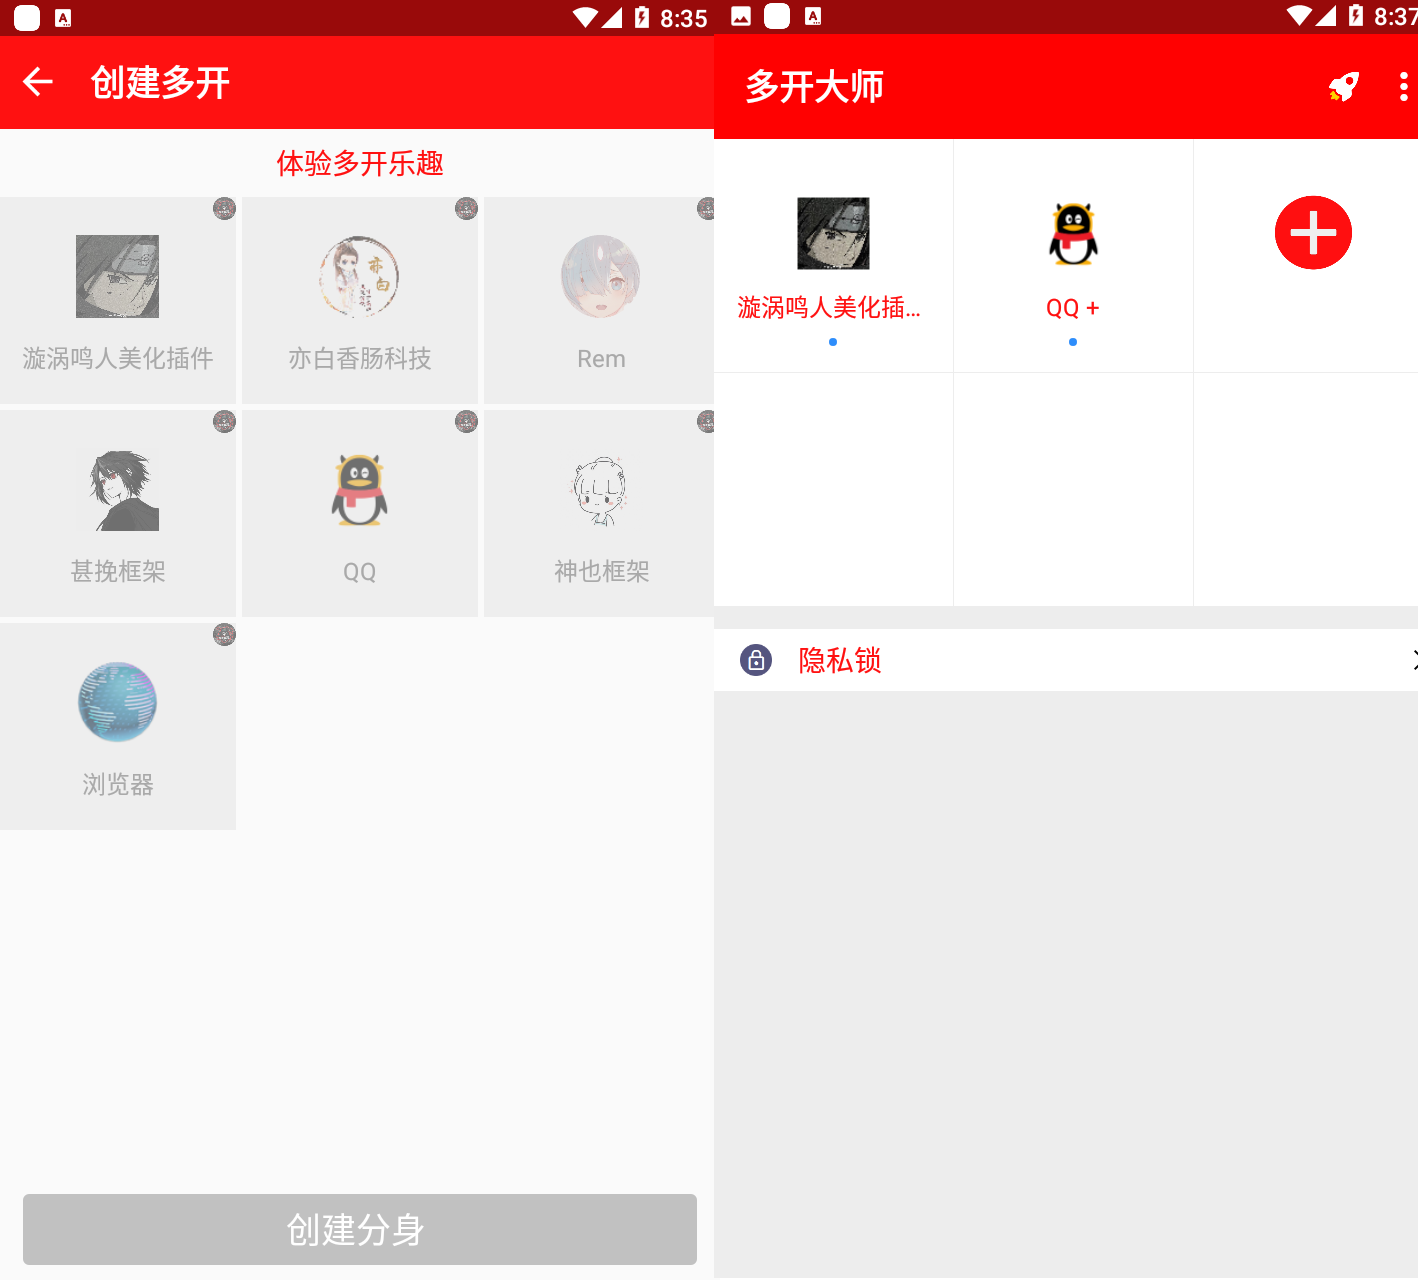 8:35
创建多开
体验多开乐趣
漩涡鸣人美化插件
亦白香肠科技
Rem
甚挽框架
QQ
神也框架
浏览器
创建分身
8:37
多开大师
漩涡鸣人美化插...
QQ +
隐私锁